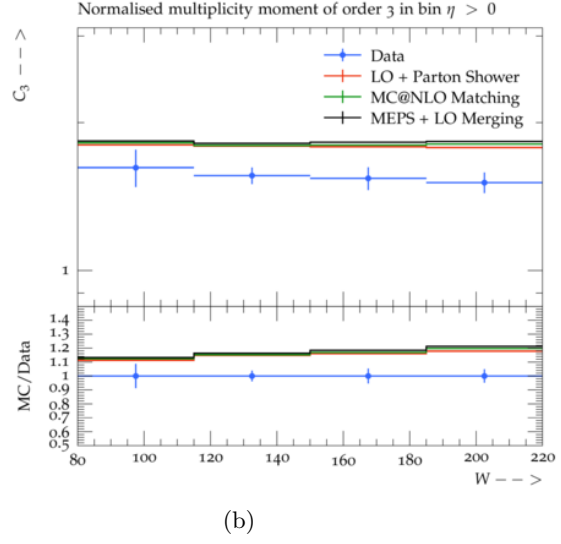 Normalised multiplicity moment of order 3 in bin η > 0
C₃ −−>
Data
LO + Parton Shower
MC@NLO Matching
MEPS + LO Merging
1
MC/Data
1.4
1.3
1.2
1.1
1
0.9
0.8
0.7
0.6
0.5
80 100 120 140 160 180 200 220
W −−>
(b)